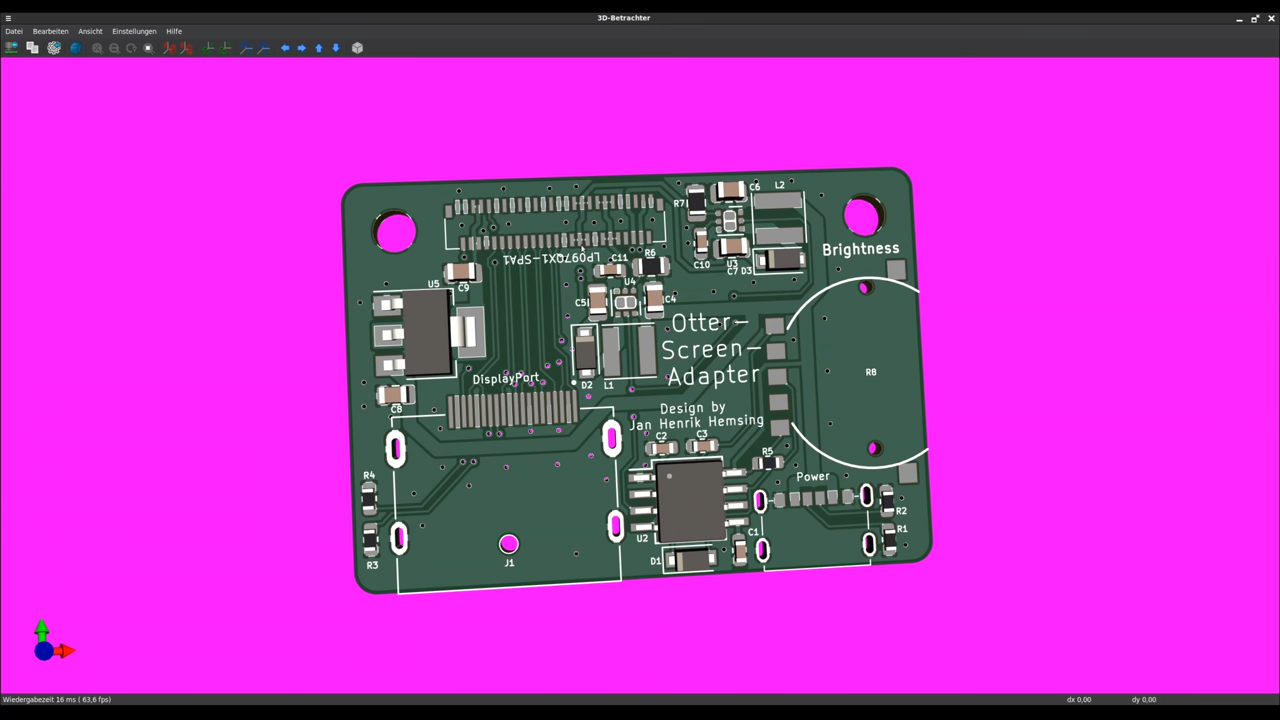 3D-Betrachter
Datei Bearbeiten Ansicht Einstellungen Hilfe
C6 L2
R7
Brightness
LP097QX1-SPA1
C10 U3
C7 D3
C11 R6
U4
U5
C9
C5 C4
Otter-
Screen-
Adapter
R8
DisplayPort
D2 L1
C8
Design by
Jan Henrik Hemsing
C2 C3
R5
R4
Power
R2
R1
U2
C1
D1
R3
J1
Wiedergabezeit 16 ms ( 63,6 fps)
dx 0,00
dy 0,00